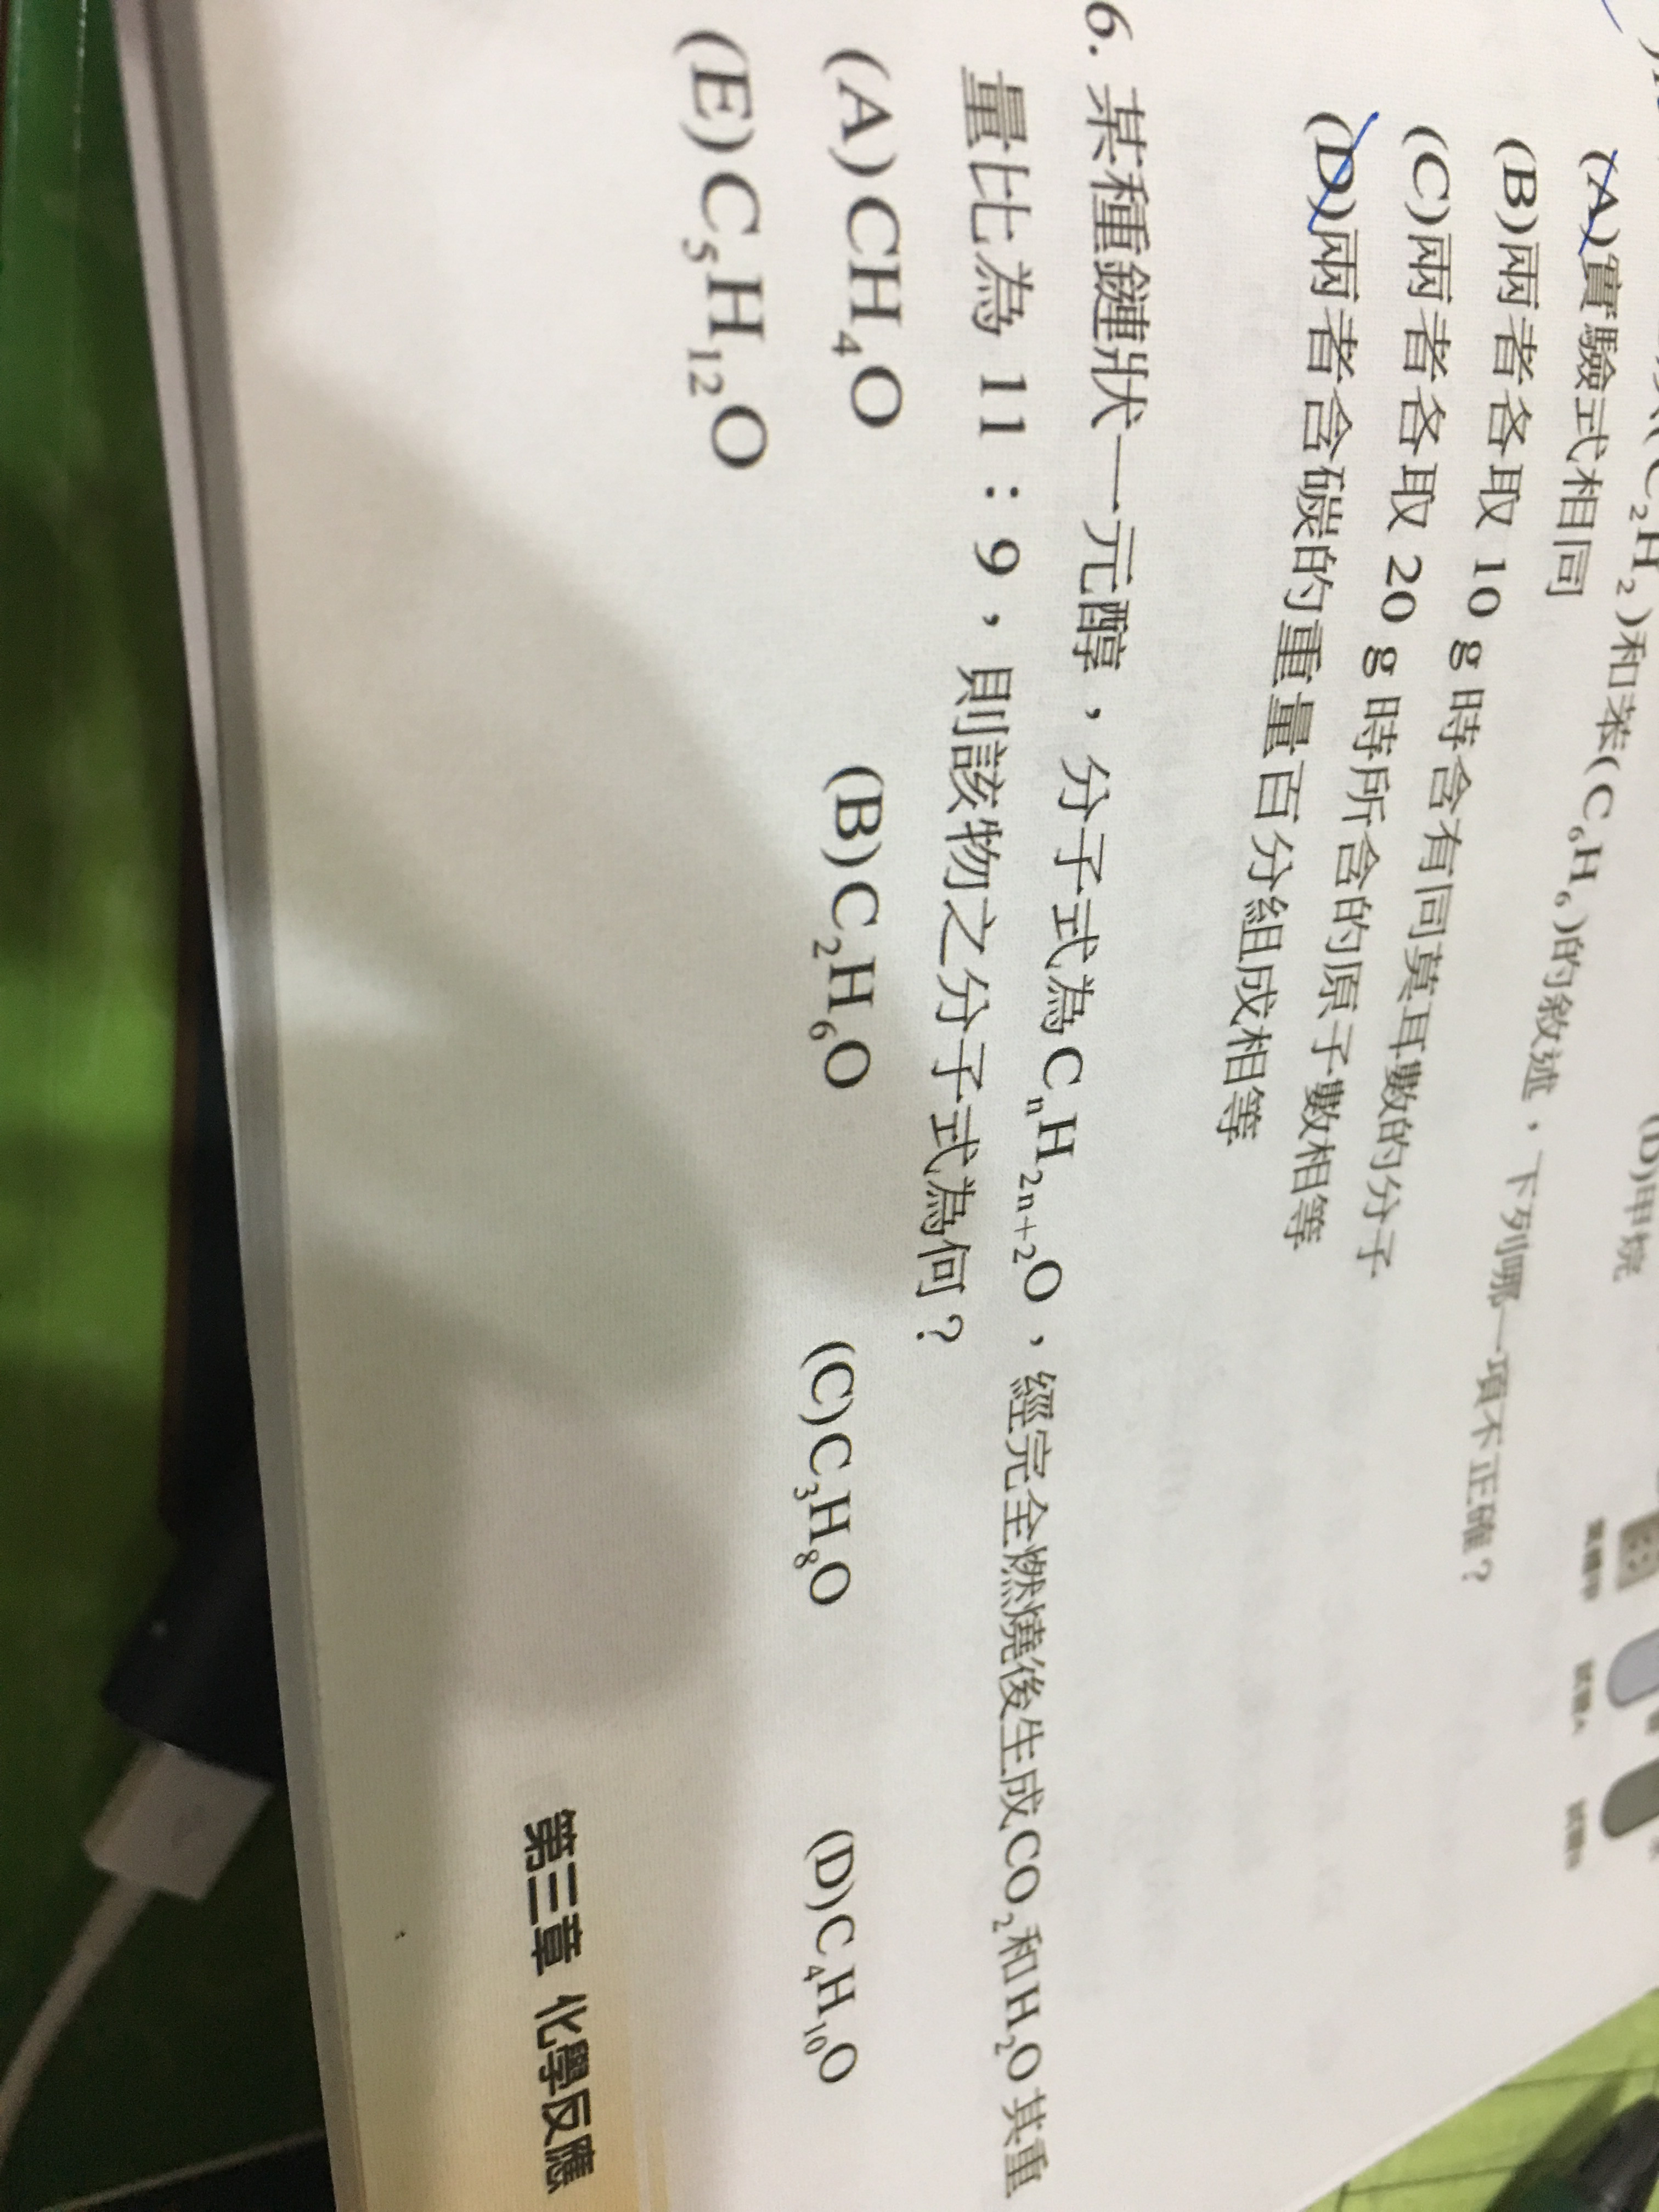 (D)甲烷
(C₂H₂)和苯(C₆H₆)的敘述，下列哪一項不正確？
(A)實驗式相同
(B)兩者各取 10 g 時含有同莫耳數的分子
(C)兩者各取 20 g 時所含的原子數相等
(D)兩者含碳的重量百分組成相等
6. 某種鏈狀一元醇，分子式為CₙH₂ₙ₊₂O，經完全燃燒後生成CO₂和H₂O其重
量比為 11：9，則該物之分子式為何？
(A)CH₄O (B)C₂H₆O (C)C₃H₈O (D)C₄H₁₀O
(E)C₅H₁₂O
第三章 化學反應